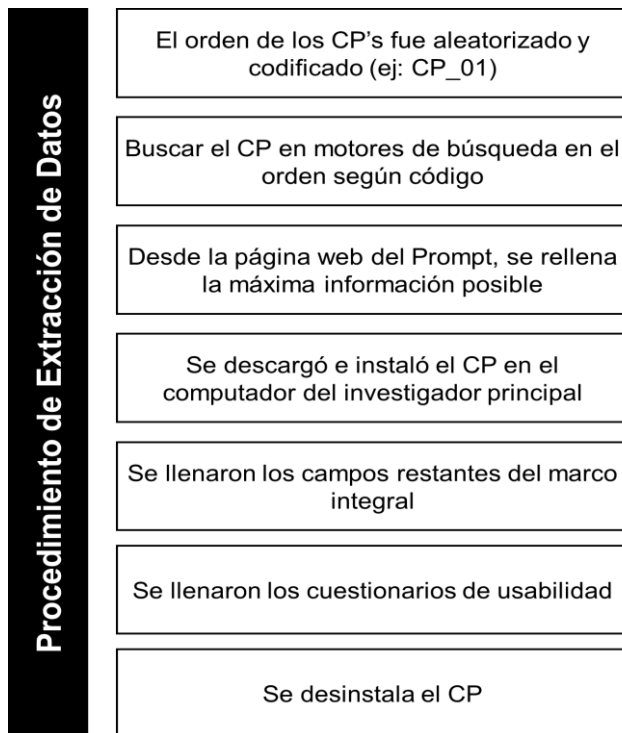 Procedimiento de Extracción de Datos
El orden de los CP's fue aleatorizado y
codificado (ej: CP_01)
Buscar el CP en motores de búsqueda en el
orden según código
Desde la página web del Prompt, se rellena
la máxima información posible
Se descargó e instaló el CP en el
computador del investigador principal
Se llenaron los campos restantes del marco
integral
Se llenaron los cuestionarios de usabilidad
Se desinstala el CP